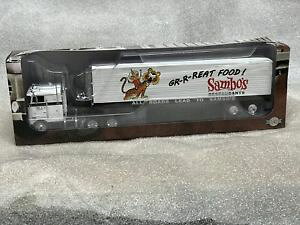 GR-R-REAT FOOD!
Sambo's
RESTAURANTS
ALL ROADS LEAD TO SAMBO'S